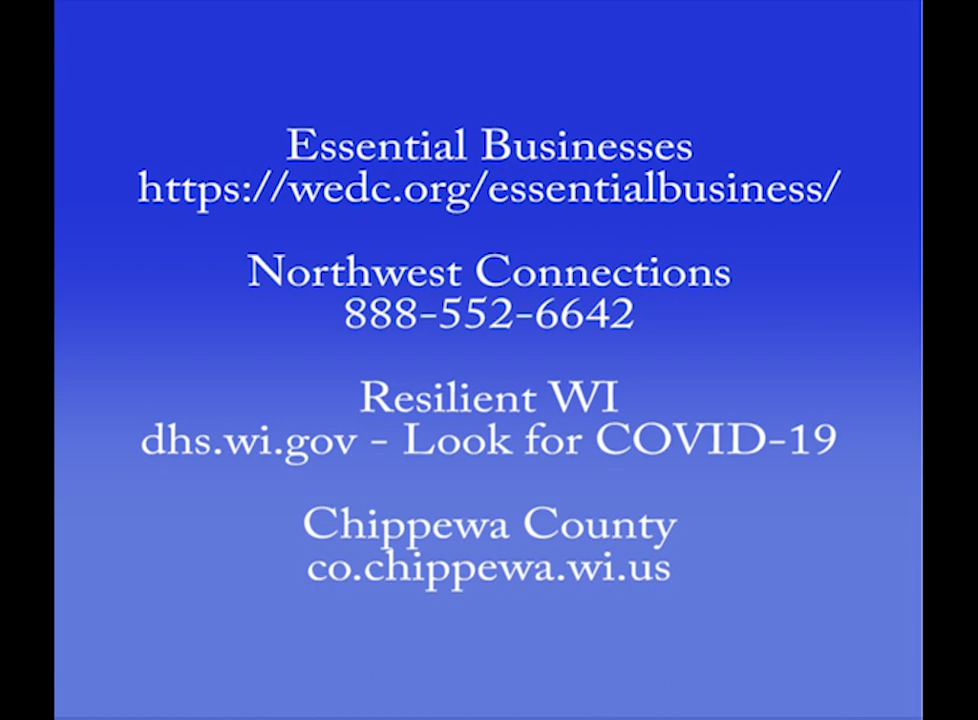 Essential Businesses
https://wedc.org/essentialbusiness/
Northwest Connections
888-552-6642
Resilient WI
dhs.wi.gov - Look for COVID-19
Chippewa County
co.chippewa.wi.us